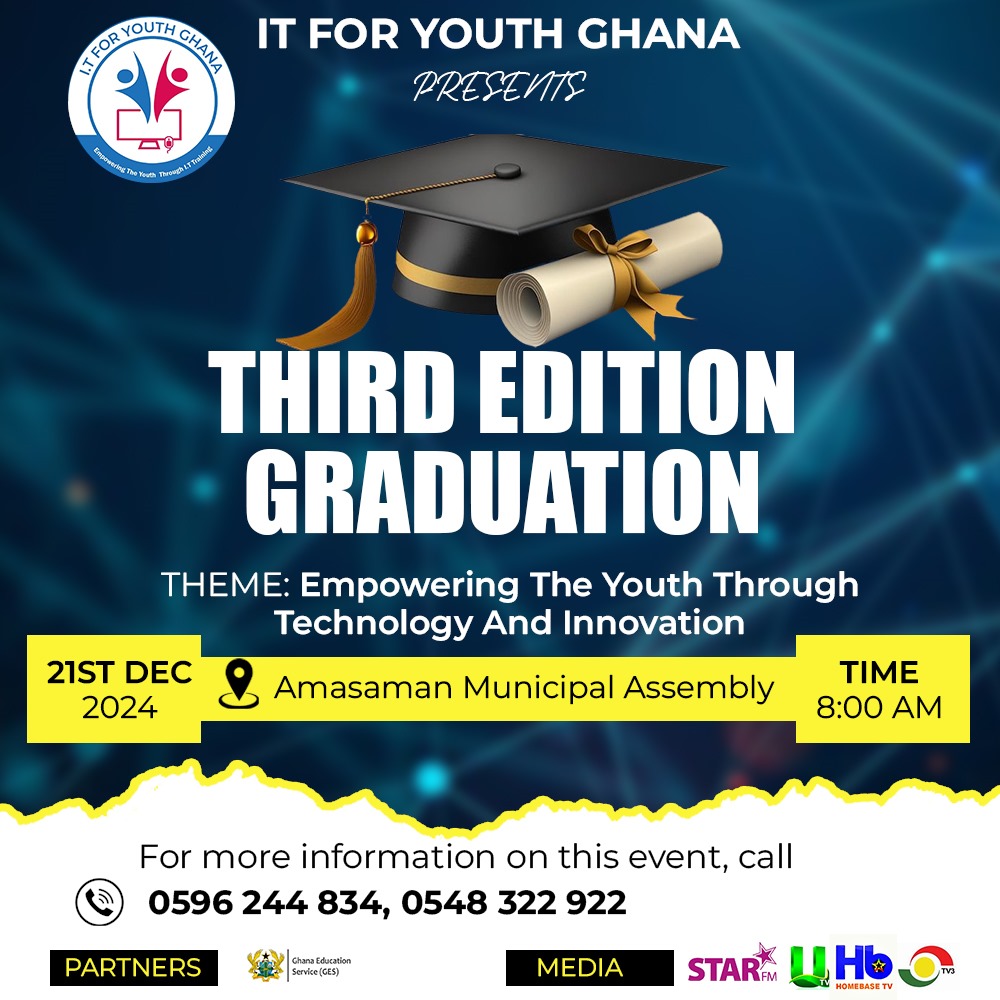 IT FOR YOUTH GHANA
PRESENTS
I.T FOR YOUTH GHANA
Empowering The Youth Through I.T Training
THIRD EDITION
GRADUATION
THEME: Empowering The Youth Through
Technology And Innovation
21ST DEC
2024
Amasaman Municipal Assembly
TIME
8:00 AM
For more information on this event, call
0596 244 834, 0548 322 922
PARTNERS
Ghana Education
Service (GES)
MEDIA
STAR FM
U TV
Hb
HOMEBASE TV
TV3